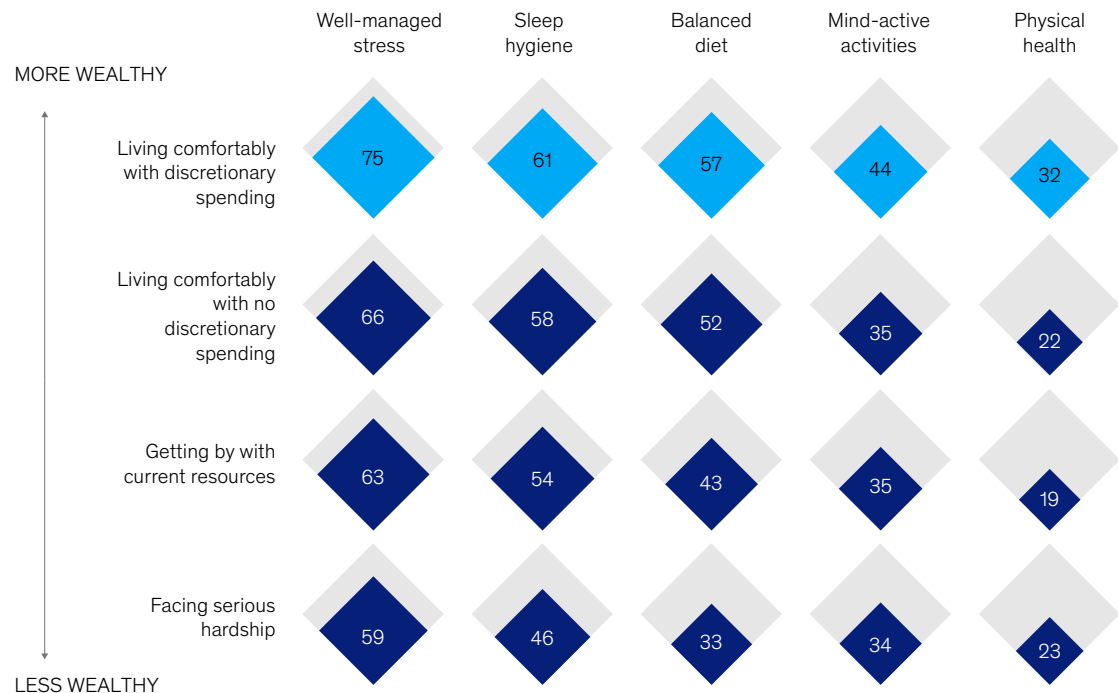 Well-managed
stress
Sleep
hygiene
Balanced
diet
Mind-active
activities
Physical
health
MORE WEALTHY
Living comfortably
with discretionary
spending
75
61
57
44
32
Living comfortably
with no
discretionary
spending
66
58
52
35
22
Getting by with
current resources
63
54
43
35
19
Facing serious
hardship
59
46
33
34
23
LESS WEALTHY